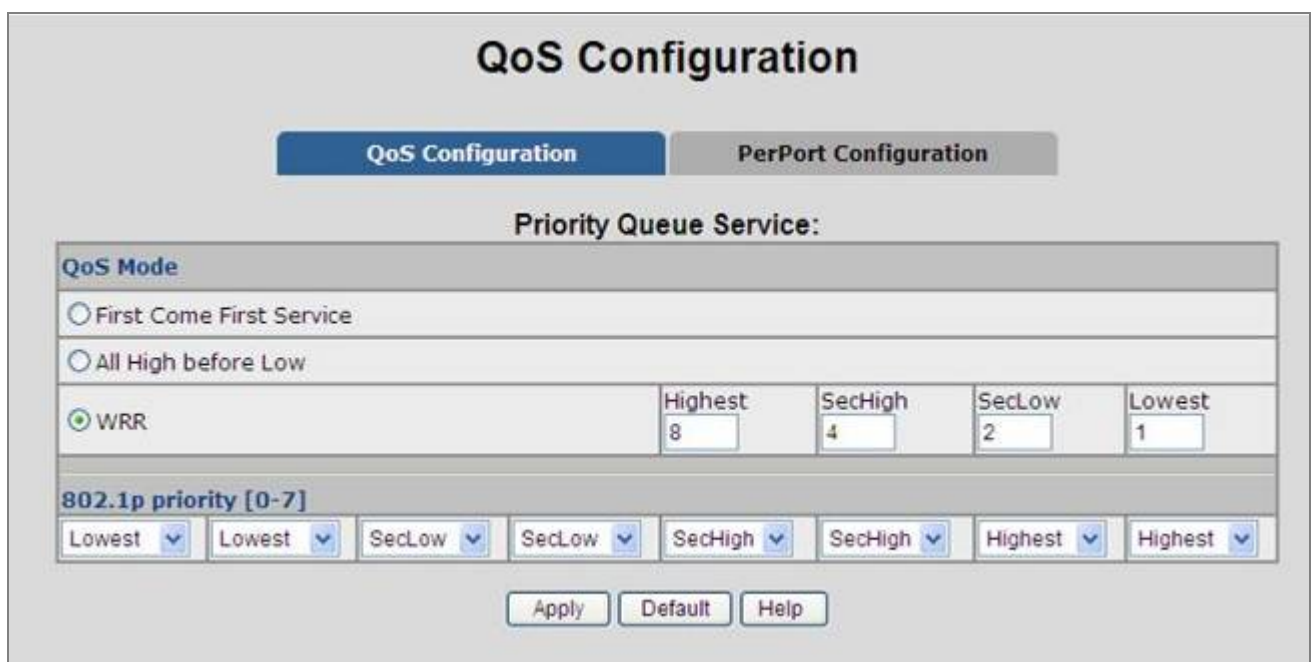 QoS Configuration
QoS Configuration PerPort Configuration
Priority Queue Service:
QoS Mode
First Come First Service
All High before Low
WRR
Highest SecHigh SecLow Lowest
8 4 2 1
802.1p priority [0-7]
Lowest Lowest SecLow SecLow SecHigh SecHigh Highest Highest
Apply Default Help